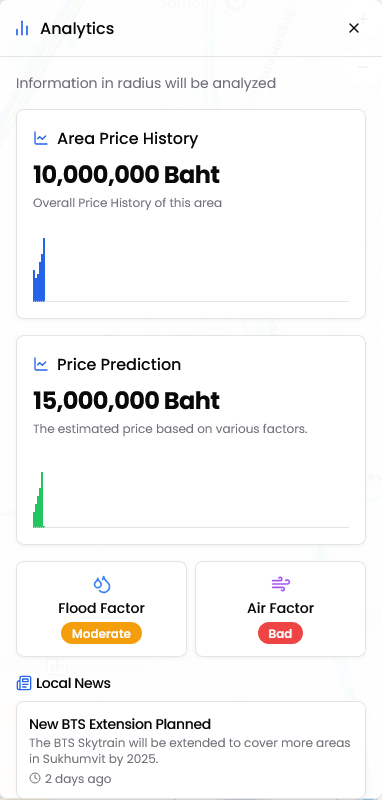 Analytics
Information in radius will be analyzed
Area Price History
10,000,000 Baht
Overall Price History of this area
Price Prediction
15,000,000 Baht
The estimated price based on various factors.
Flood Factor
Moderate
Air Factor
Bad
Local News
New BTS Extension Planned
The BTS Skytrain will be extended to cover more areas
in Sukhumvit by 2025.
2 days ago